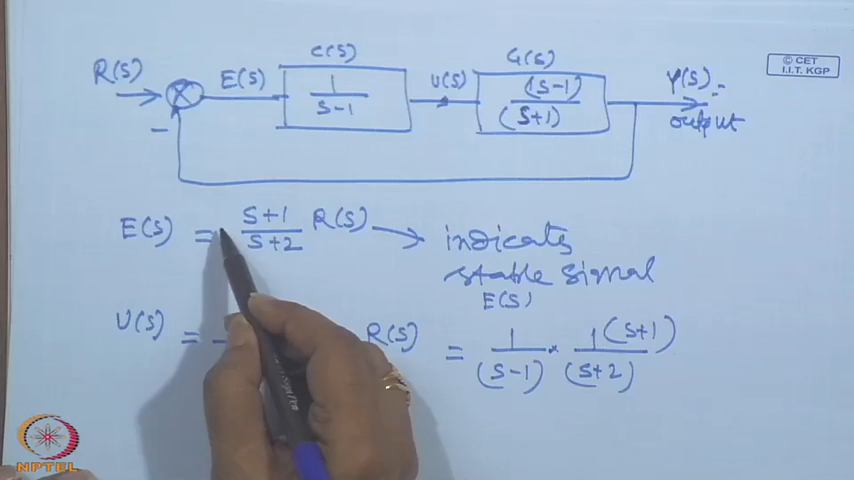 © CET
I.I.T. KGP
R(S)
E(S)
C(S)
1
S-1
U(S)
G(S)
(S-1)
(S+1)
Y(S)
output
−
E(S) = S+1 / S+2 R(S) → indicates
stable signal
E(S)
U(S) = R(S) = 1 / (S-1) × 1(S+1) / (S+2)
NPTEL